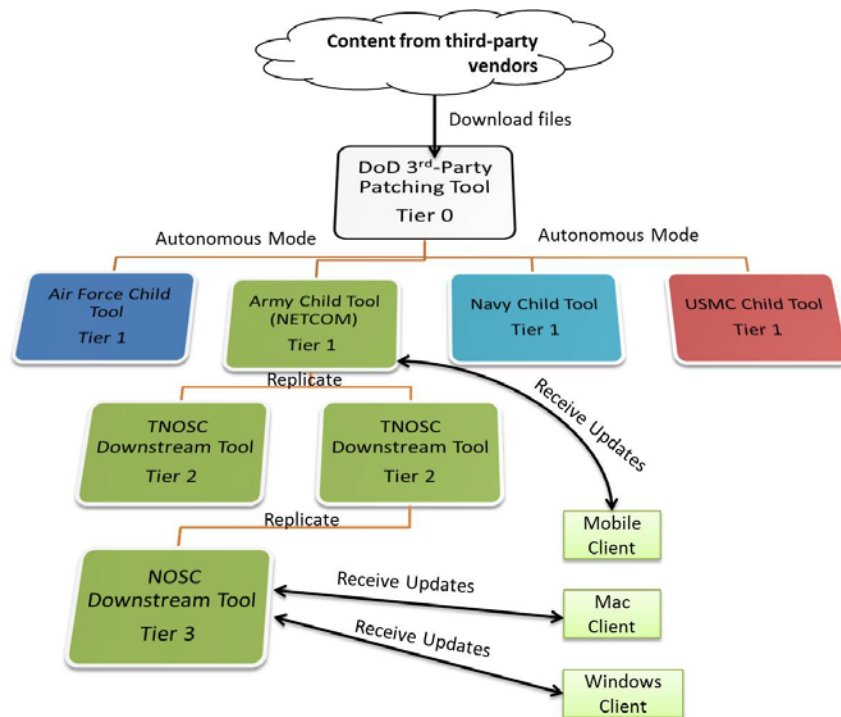 Content from third-party
vendors
Download files
DoD 3rd-Party
Patching Tool
Tier 0
Autonomous Mode
Autonomous Mode
Air Force Child
Tool
Tier 1
Army Child Tool
(NETCOM)
Tier 1
Navy Child Tool
Tier 1
USMC Child Tool
Tier 1
Replicate
Receive Updates
TNOSC
Downstream Tool
Tier 2
TNOSC
Downstream Tool
Tier 2
Replicate
Mobile
Client
NOSC
Downstream Tool
Tier 3
Receive Updates
Mac
Client
Receive Updates
Windows
Client